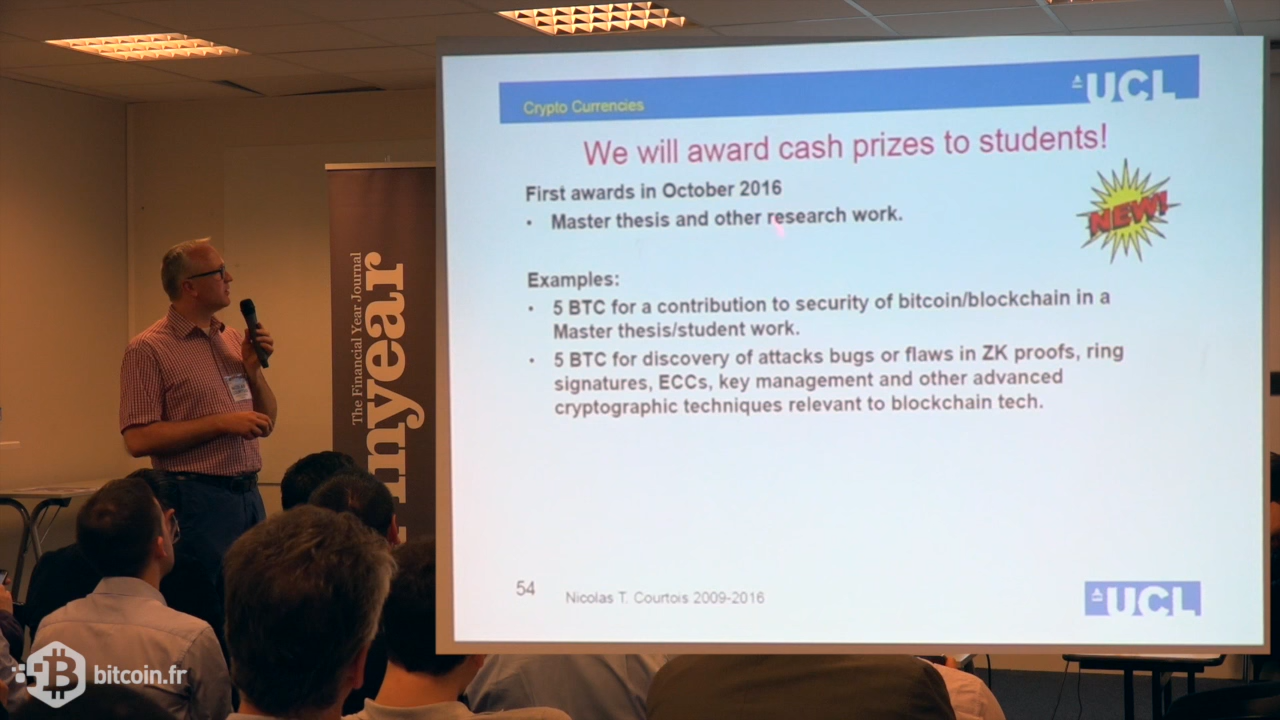 Crypto Currencies
UCL
We will award cash prizes to students!
First awards in October 2016
• Master thesis and other research work.
NEW!
Examples:
• 5 BTC for a contribution to security of bitcoin/blockchain in a
Master thesis/student work.
• 5 BTC for discovery of attacks bugs or flaws in ZK proofs, ring
signatures, ECCs, key management and other advanced
cryptographic techniques relevant to blockchain tech.
54
Nicolas T. Courtois 2009-2016
UCL
The Financial Year Journal
inyear
bitcoin.fr